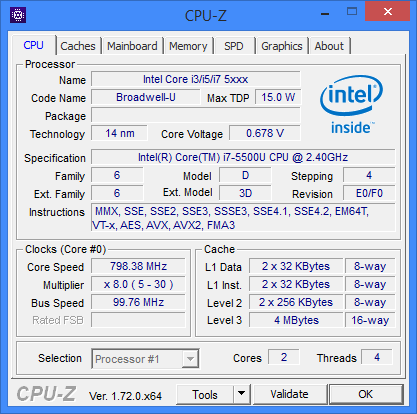 CPU-Z
CPU Caches Mainboard Memory SPD Graphics About
Processor
Name Intel Core i3/i5/i7 5xxx
Code Name Broadwell-U Max TDP 15.0 W
Package
Technology 14 nm Core Voltage 0.678 V
intel inside™
Specification Intel(R) Core(TM) i7-5500U CPU @ 2.40GHz
Family 6 Model D Stepping 4
Ext. Family 6 Ext. Model 3D Revision E0/F0
Instructions MMX, SSE, SSE2, SSE3, SSSE3, SSE4.1, SSE4.2, EM64T,
VT-x, AES, AVX, AVX2, FMA3
Clocks (Core #0)
Core Speed 798.38 MHz
Multiplier x 8.0 ( 5 - 30 )
Bus Speed 99.76 MHz
Rated FSB
Cache
L1 Data 2 x 32 KBytes 8-way
L1 Inst. 2 x 32 KBytes 8-way
Level 2 2 x 256 KBytes 8-way
Level 3 4 MBytes 16-way
Selection Processor #1 Cores 2 Threads 4
CPU-Z Ver. 1.72.0.x64 Tools Validate OK